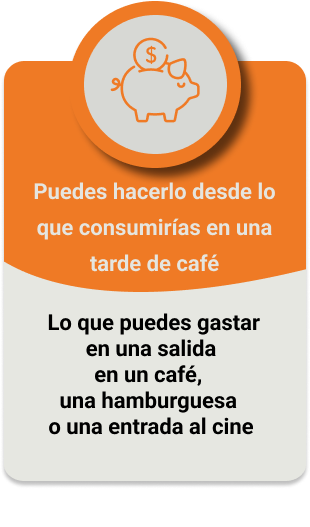 $
Puedes hacerlo desde lo
que consumirías en una
tarde de café
Lo que puedes gastar
en una salida
en un café,
una hamburguesa
o una entrada al cine